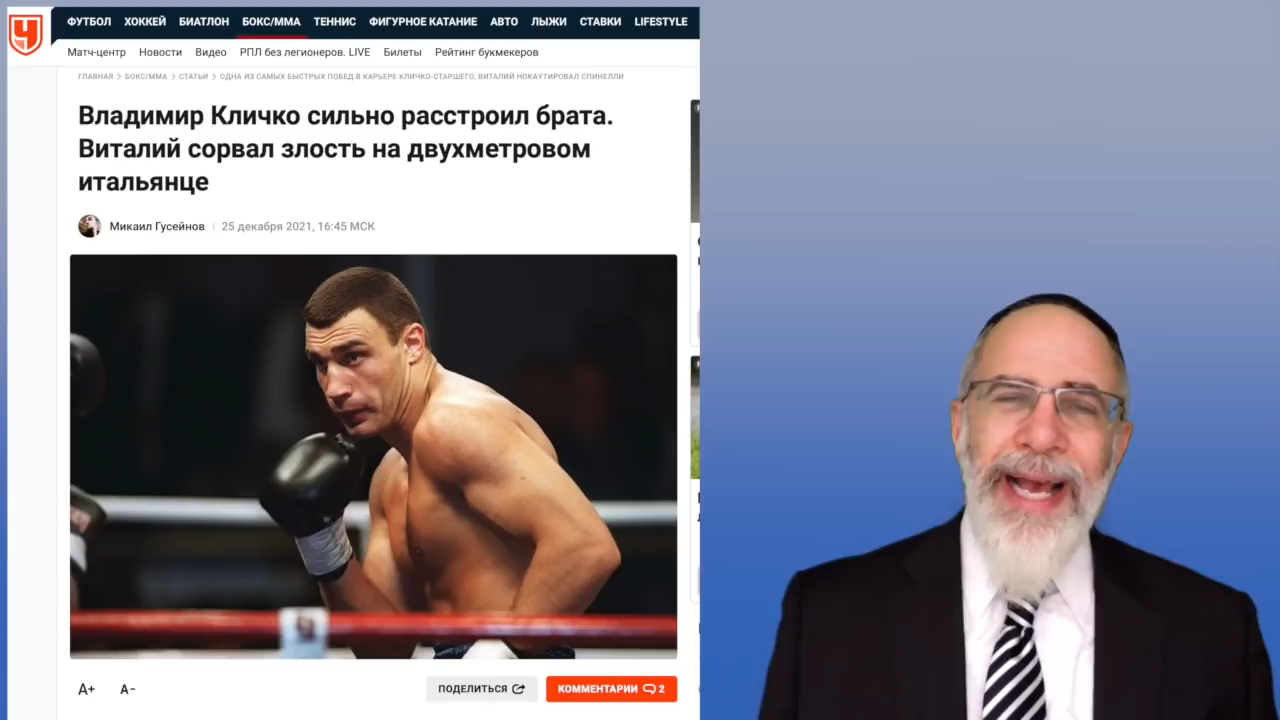 ФУТБОЛ ХОККЕЙ БИАТЛОН БОКС/ММА ТЕННИС ФИГУРНОЕ КАТАНИЕ АВТО ЛЫЖИ СТАВКИ LIFESTYLE
Матч-центр Новости Видео РПЛ без легионеров. LIVE Билеты Рейтинг букмекеров
ГЛАВНАЯ > БОКС/ММА > СТАТЬИ > ОДНА ИЗ САМЫХ БЫСТРЫХ ПОБЕД В КАРЬЕРЕ КЛИЧКО-СТАРШЕГО, ВИТАЛИЙ НОКАУТИРОВАЛ СПИНЕЛЛИ
Владимир Кличко сильно расстроил брата.
Виталий сорвал злость на двухметровом
итальянце
Микаил Гусейнов | 25 декабря 2021, 16:45 МСК
A+ A- ПОДЕЛИТЬСЯ КОММЕНТАРИИ 2